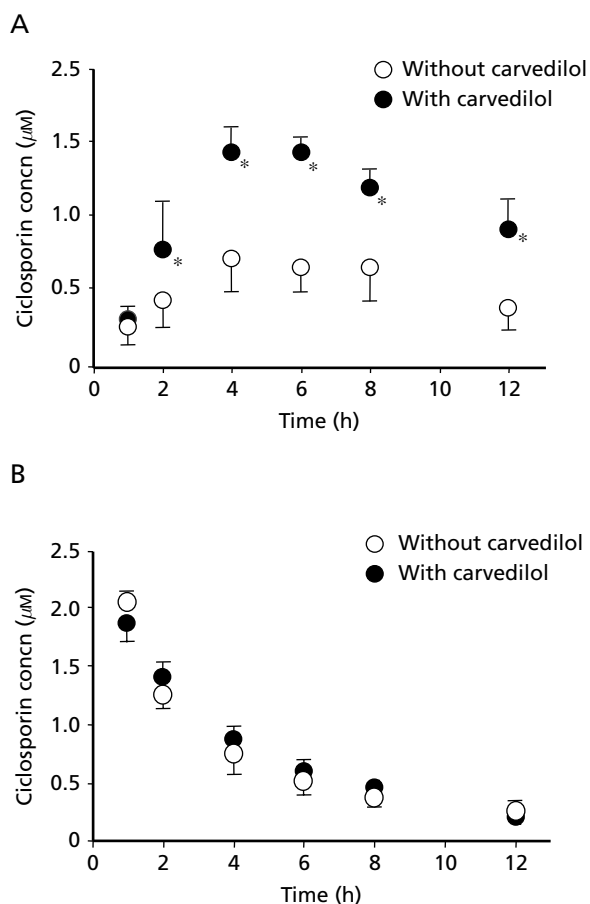 A
2.5
1.5
1.0
0.5
0
Ciclosporin concn (µM)
○ Without carvedilol
● With carvedilol
*
*
*
*
*
0 2 4 6 8 10 12
Time (h)
B
2.5
2.0
1.5
1.0
0.5
0
Ciclosporin concn (µM)
○ Without carvedilol
● With carvedilol
0 2 4 6 8 10 12
Time (h)